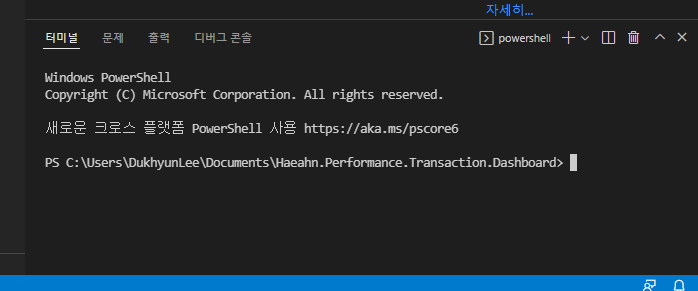 자세히...
터미널 문제 출력 디버그 콘솔 powershell
Windows PowerShell
Copyright (C) Microsoft Corporation. All rights reserved.
새로운 크로스 플랫폼 PowerShell 사용 https://aka.ms/pscore6
PS C:\Users\DukhyunLee\Documents\Haeahn.Performance.Transaction.Dashboard>